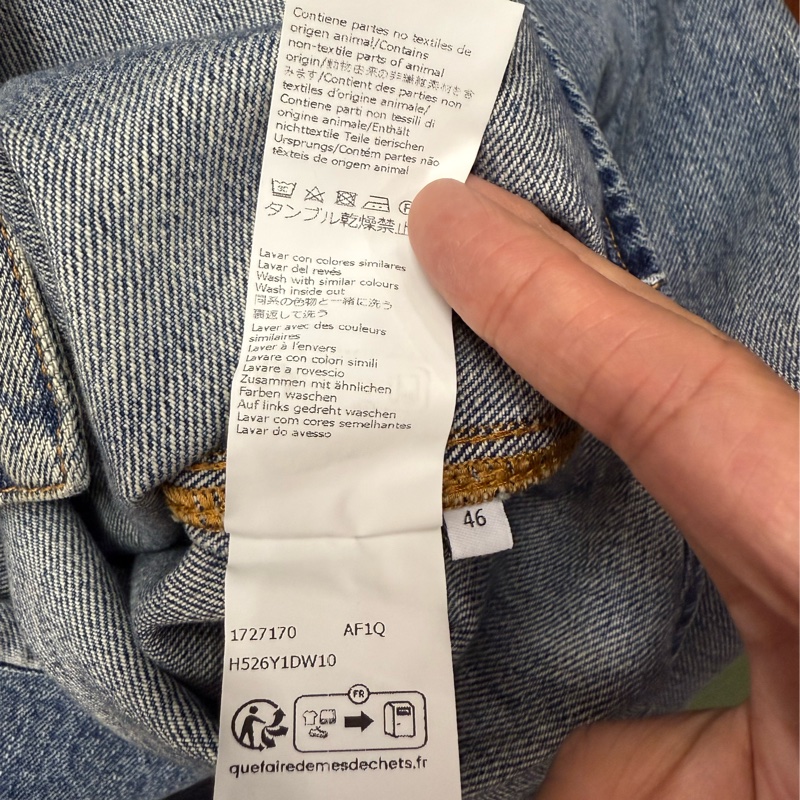 Contiene partes no textiles de
origen animal/Contains
non-textile parts of animal
origin/動物由来の非繊維素材を含
みます/Contient des parties non
textiles d'origine animale/
Contiene parti non tessili di
origine animale/Enthält
nichttextile Teile tierischen
Ursprungs/Contém partes não
têxteis de origem animal
タンブル乾燥禁止
Lavar con colores similares
Lavar del revés
Wash with similar colours
Wash inside out
同系の色物と一緒に洗う
裏返して洗う
Laver avec des couleurs
similaires
Laver à l'envers
Lavare con colori simili
Lavare a rovescio
Zusammen mit ähnlichen
Farben waschen
Auf links gedreht waschen
Lavar com cores semelhantes
Lavar do avesso
46
1727170 AF1Q
H526Y1DW10
FR
quefairedemesdechets.fr